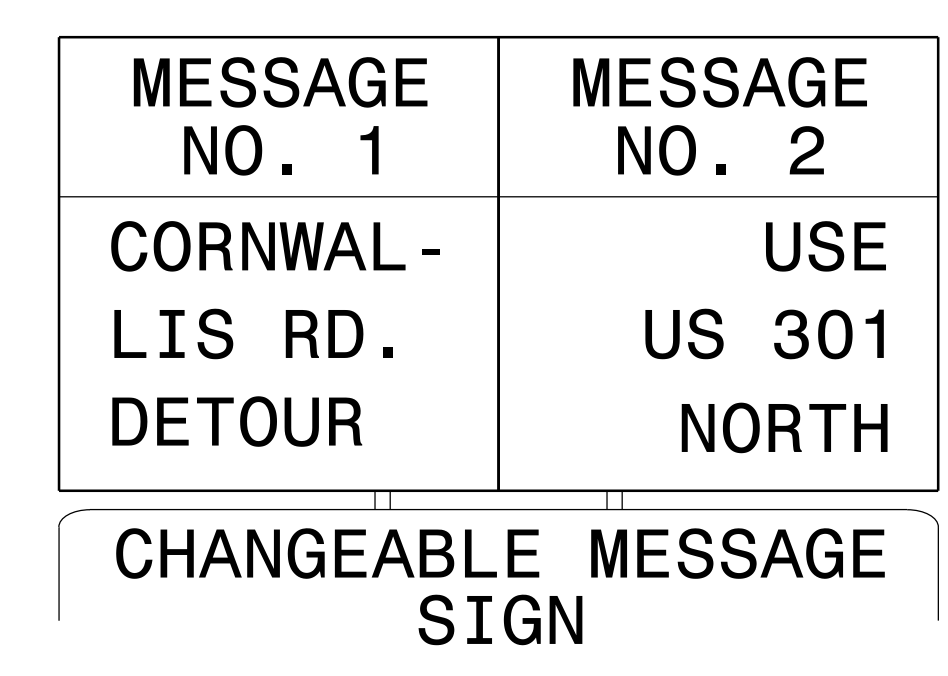 MESSAGE
NO. 1
MESSAGE
NO. 2
CORNWAL-
LIS RD.
DETOUR
USE
US 301
NORTH
CHANGEABLE MESSAGE
SIGN